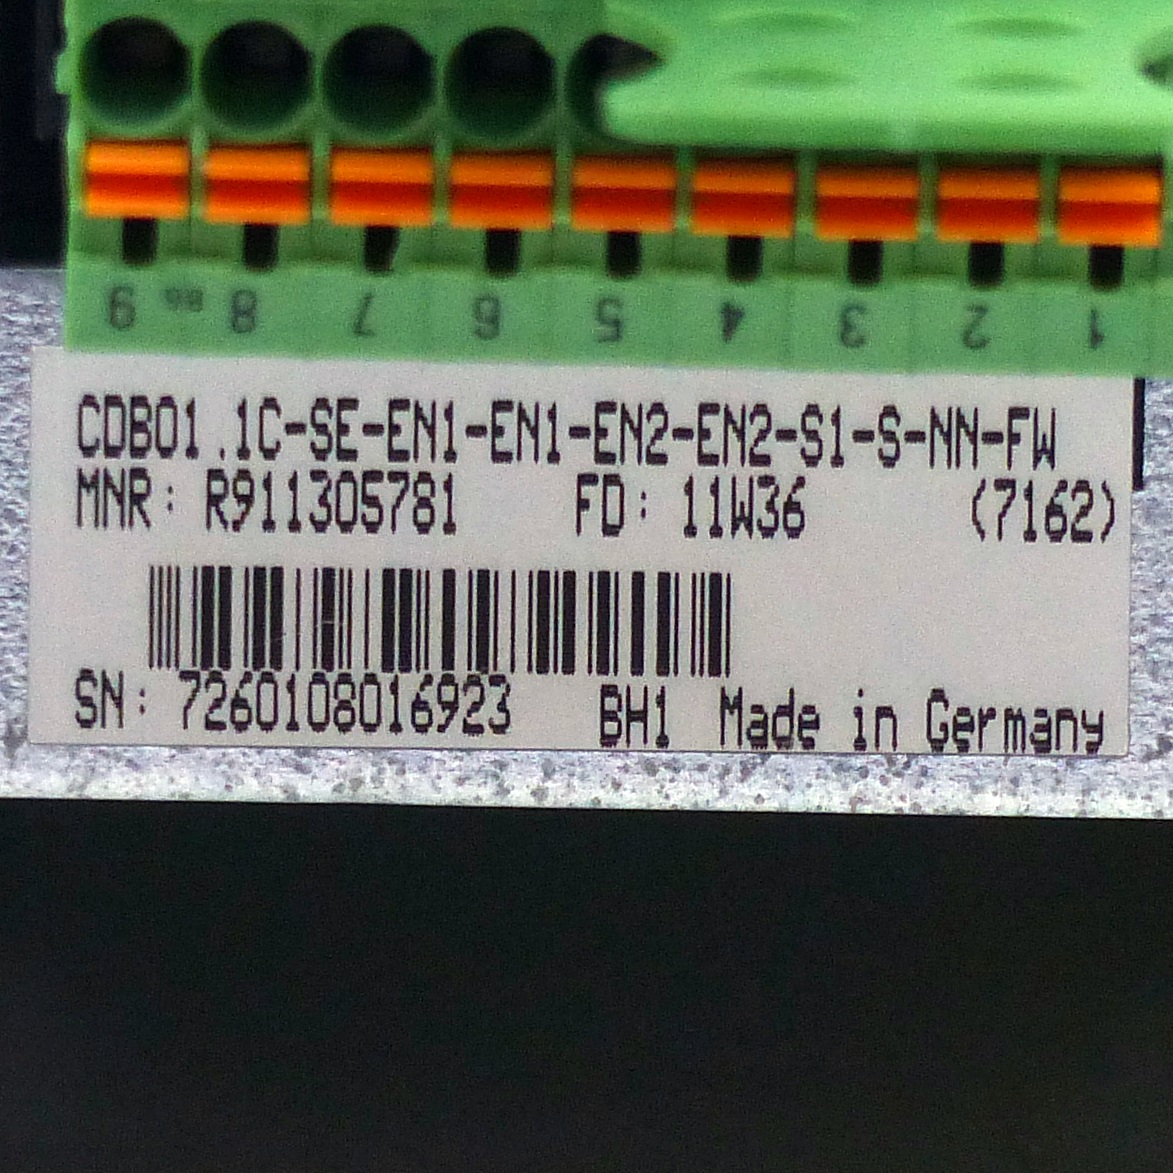 9 8 7 6 5 4 3 2 1
CDB01.1C-SE-EN1-EN1-EN2-EN2-S1-S-NN-FW
MNR: R911305781 FD: 11W36 (7162)
SN: 7260108016923 BH1 Made in Germany